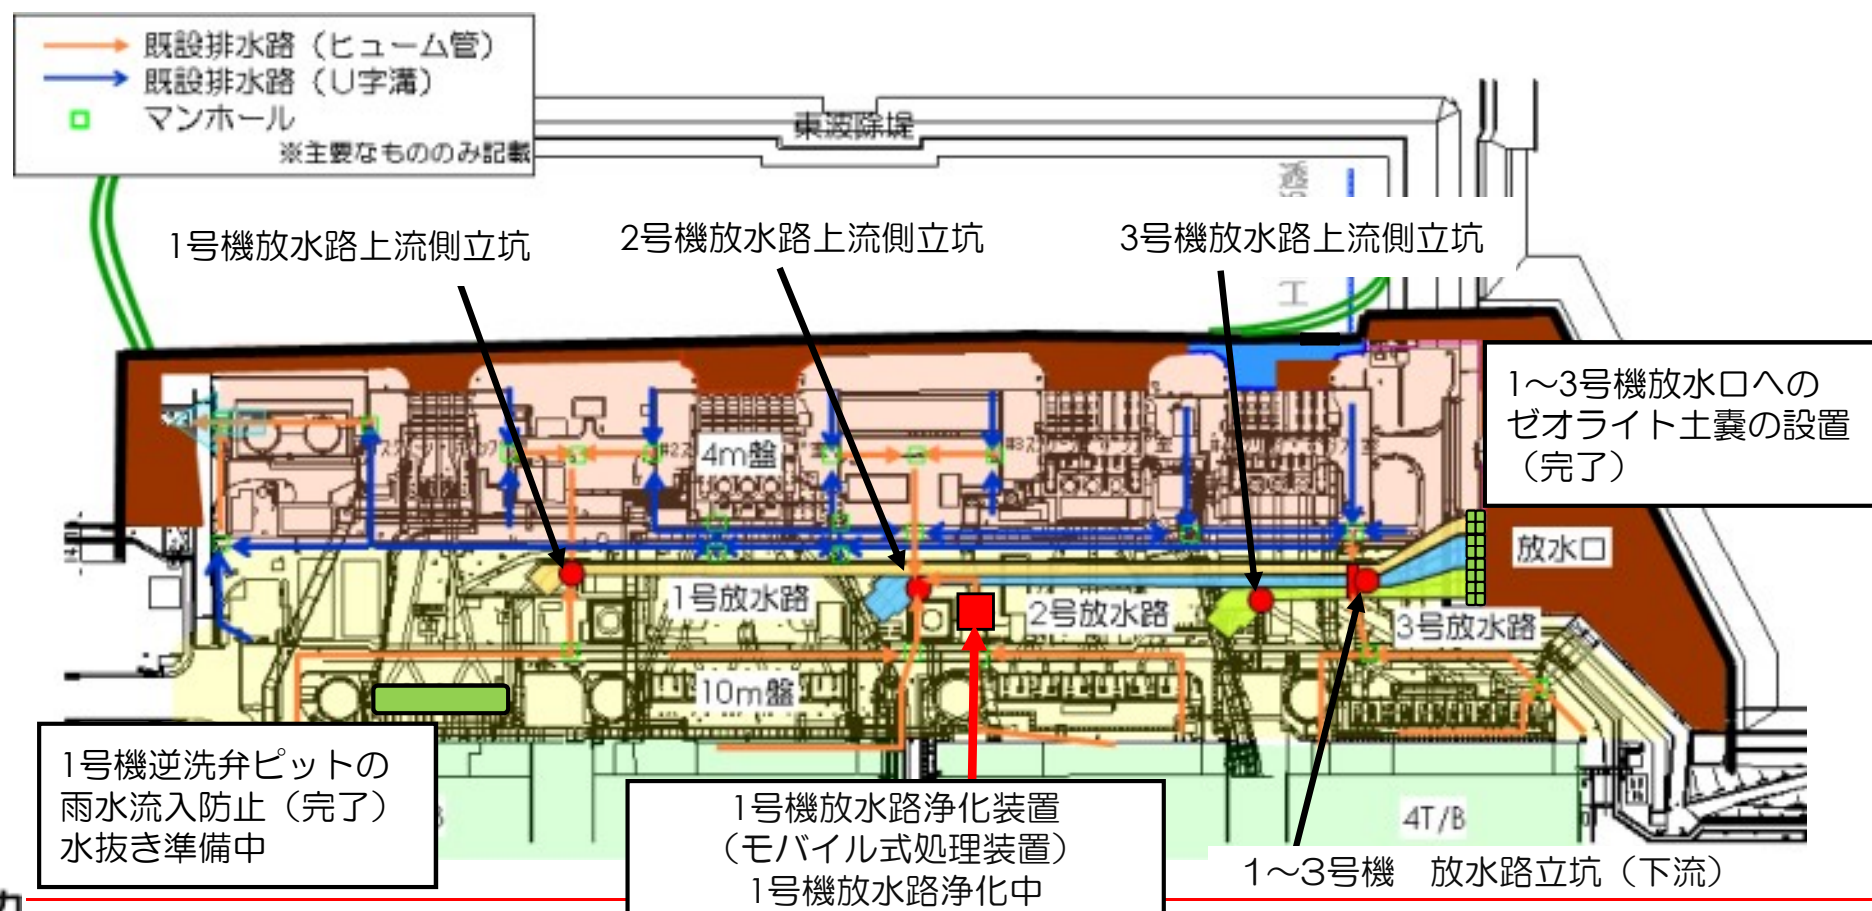 既設排水路（ヒューム管）
既設排水路（U字溝）
マンホール
※主要なもののみ記載
東波除堤
透
工
1号機放水路上流側立坑
2号機放水路上流側立坑
3号機放水路上流側立坑
1～3号機放水口への
ゼオライト土嚢の設置
（完了）
4m盤
放水口
1号放水路
2号放水路
3号放水路
10m盤
1号機逆洗弁ピットの
雨水流入防止（完了）
水抜き準備中
1号機放水路浄化装置
（モバイル式処理装置）
1号機放水路浄化中
4T/B
1～3号機　放水路立坑（下流）